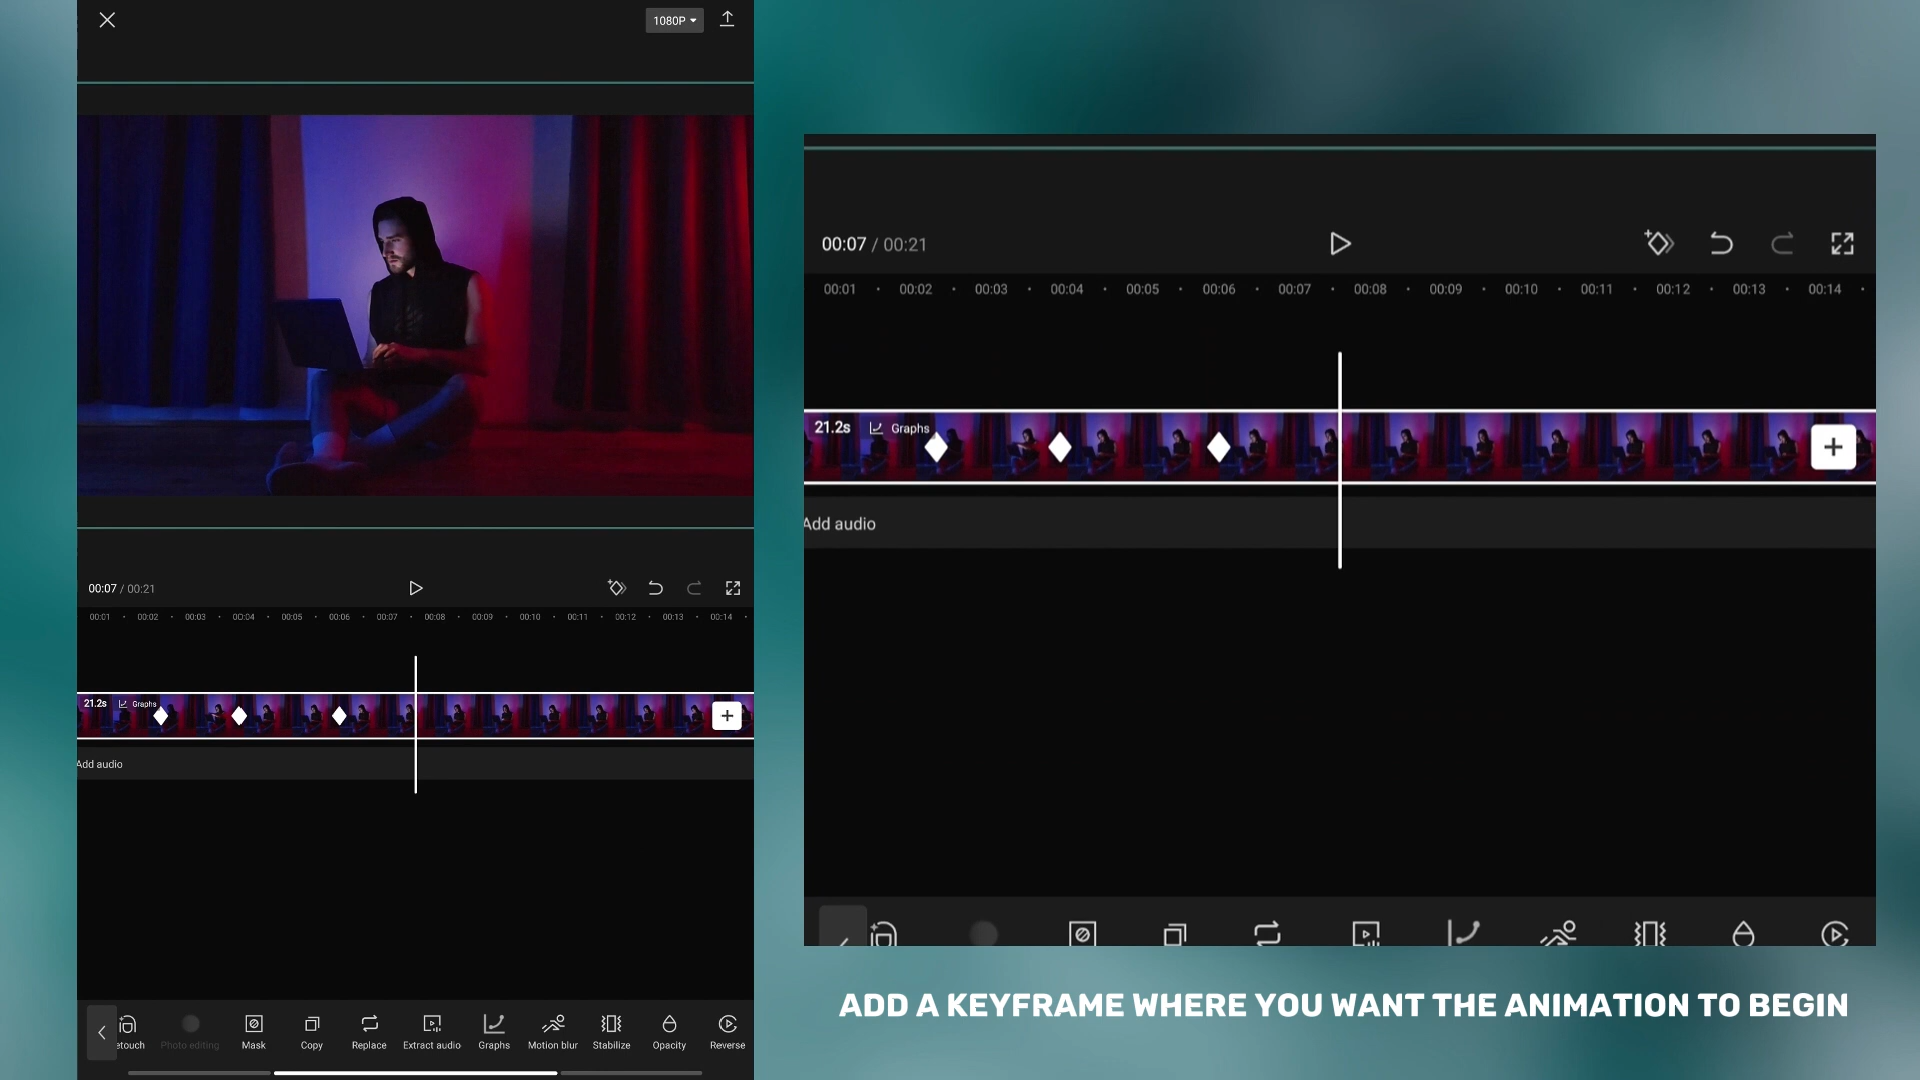 1080P
00:07 / 00:21
00:01 00:02 00:03 00:04 00:05 00:06 00:07 00:08 00:09 00:10 00:11 00:12 00:13 00:14
21.2s Graphs
Add audio
etouch Photo editing Mask Copy Replace Extract audio Graphs Motion blur Stabilize Opacity Reverse
00:07 / 00:21
00:01 00:02 00:03 00:04 00:05 00:06 00:07 00:08 00:09 00:10 00:11 00:12 00:13 00:14
21.2s Graphs
Add audio
ADD A KEYFRAME WHERE YOU WANT THE ANIMATION TO BEGIN